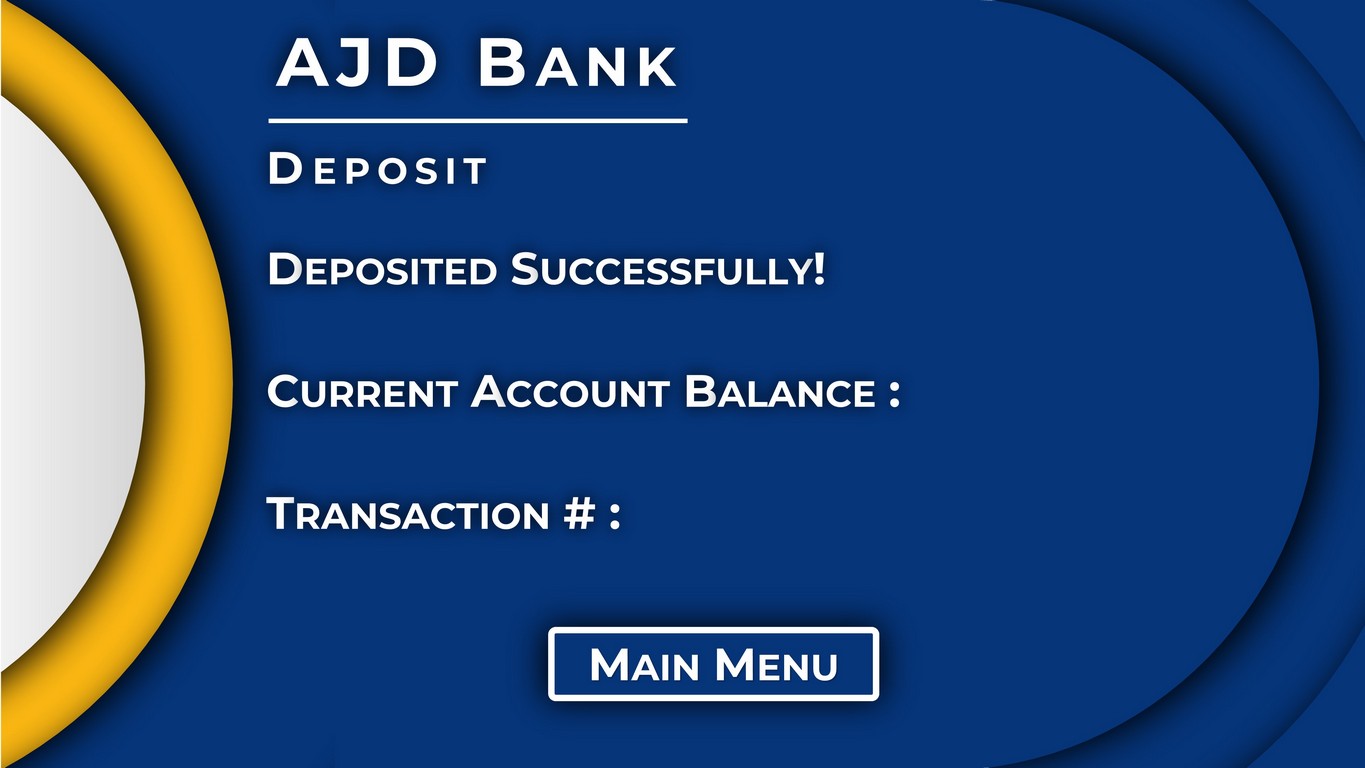 AJD Bank
Deposit
Deposited Successfully!
Current Account Balance :
Transaction # :
Main Menu